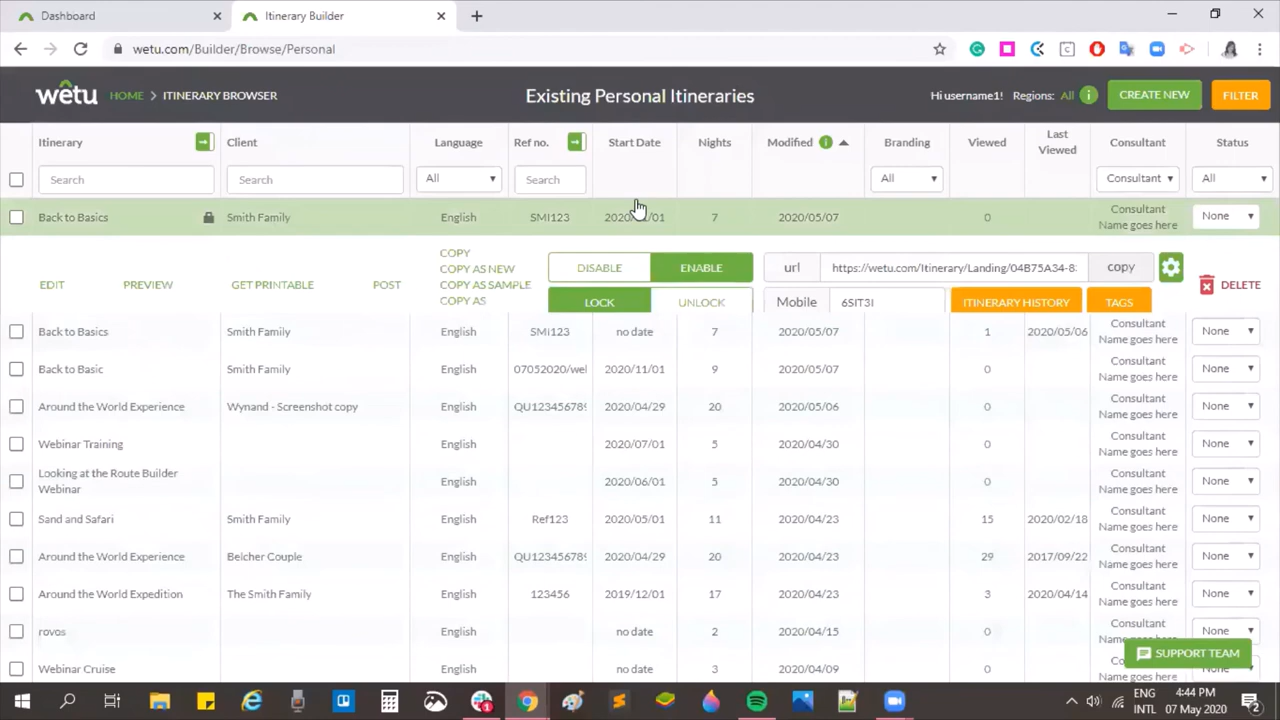 Dashboard
Itinerary Builder
wetu.com/Builder/Browse/Personal
wetu HOME > ITINERARY BROWSER
Existing Personal Itineraries
Hi username1! Regions: All
CREATE NEW
FILTER
Itinerary Client Language Ref no. Start Date Nights Modified Branding Viewed Last Viewed Consultant Status
Search Search All Search All Consultant All
Back to Basics Smith Family English SMI123 7 2020/05/07 0 Consultant Name goes here None
EDIT PREVIEW GET PRINTABLE POST
COPY
COPY AS NEW
COPY AS SAMPLE
COPY AS
DISABLE ENABLE
LOCK UNLOCK
url https://wetu.com/Itinerary/Landing/04B75A34-8: copy
Mobile 6SIT3I
ITINERARY HISTORY TAGS
DELETE
Back to Basics Smith Family English SMI123 no date 7 2020/05/07 1 2020/05/06 Consultant Name goes here None
Back to Basic Smith Family English 07052020/wel 2020/11/01 9 2020/05/07 0 Consultant Name goes here None
Around the World Experience Wynand - Screenshot copy English QU123456789 2020/04/29 20 2020/05/06 0 Consultant Name goes here None
Webinar Training English 2020/07/01 5 2020/04/30 0 Consultant Name goes here None
Looking at the Route Builder Webinar English 2020/06/01 5 2020/04/30 0 Consultant Name goes here None
Sand and Safari Smith Family English Ref123 2020/05/01 11 2020/04/23 15 2020/02/18 Consultant Name goes here None
Around the World Experience Belcher Couple English QU123456789 2020/04/29 20 2020/04/23 29 2017/09/22 Consultant Name goes here None
Around the World Expedition The Smith Family English 123456 2019/12/01 17 2020/04/23 3 2020/04/14 Consultant Name goes here None
rovos English no date 2 2020/04/15 0 Consultant Name goes here None
Webinar Cruise English no date 3 2020/04/09 0 Consultant
SUPPORT TEAM
ENG
INTL
4:44 PM
07 May 2020